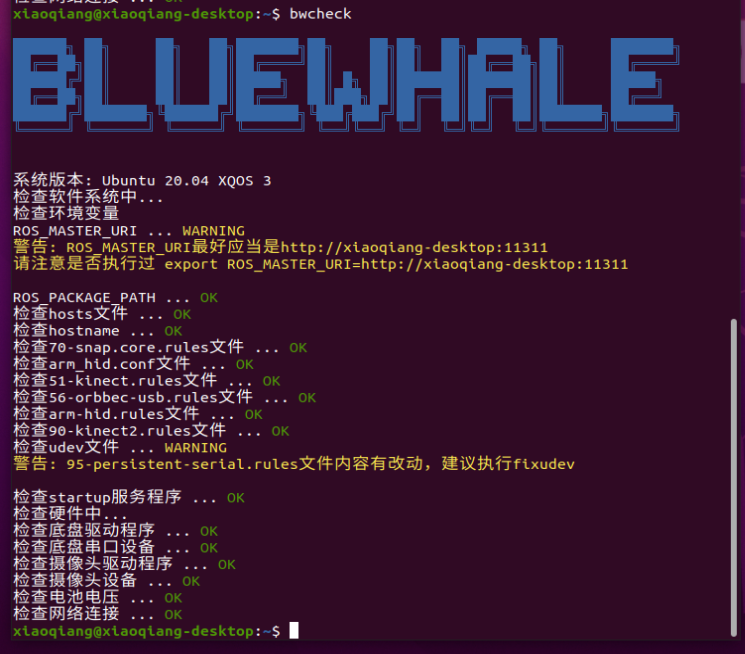 检查网络连接 ... OK
xiaoqiang@xiaoqiang-desktop:~$ bwcheck
BLUEWHALE
系统版本: Ubuntu 20.04 XQOS 3
检查软件系统中...
检查环境变量
ROS_MASTER_URI ... WARNING
警告: ROS_MASTER_URI最好应当是http://xiaoqiang-desktop:11311
请注意是否执行过 export ROS_MASTER_URI=http://xiaoqiang-desktop:11311
ROS_PACKAGE_PATH ... OK
检查hosts文件 ... OK
检查hostname ... OK
检查70-snap.core.rules文件 ... OK
检查arm_hid.conf文件 ... OK
检查51-kinect.rules文件 ... OK
检查56-orbbec-usb.rules文件 ... OK
检查arm-hid.rules文件 ... OK
检查90-kinect2.rules文件 ... OK
检查udev文件 ... WARNING
警告: 95-persistent-serial.rules文件内容有改动，建议执行fixudev
检查startup服务程序 ... OK
检查硬件中...
检查底盘驱动程序 ... OK
检查底盘串口设备 ... OK
检查摄像头驱动程序 ... OK
检查摄像头设备 ... OK
检查电池电压 ... OK
检查网络连接 ... OK
xiaoqiang@xiaoqiang-desktop:~$